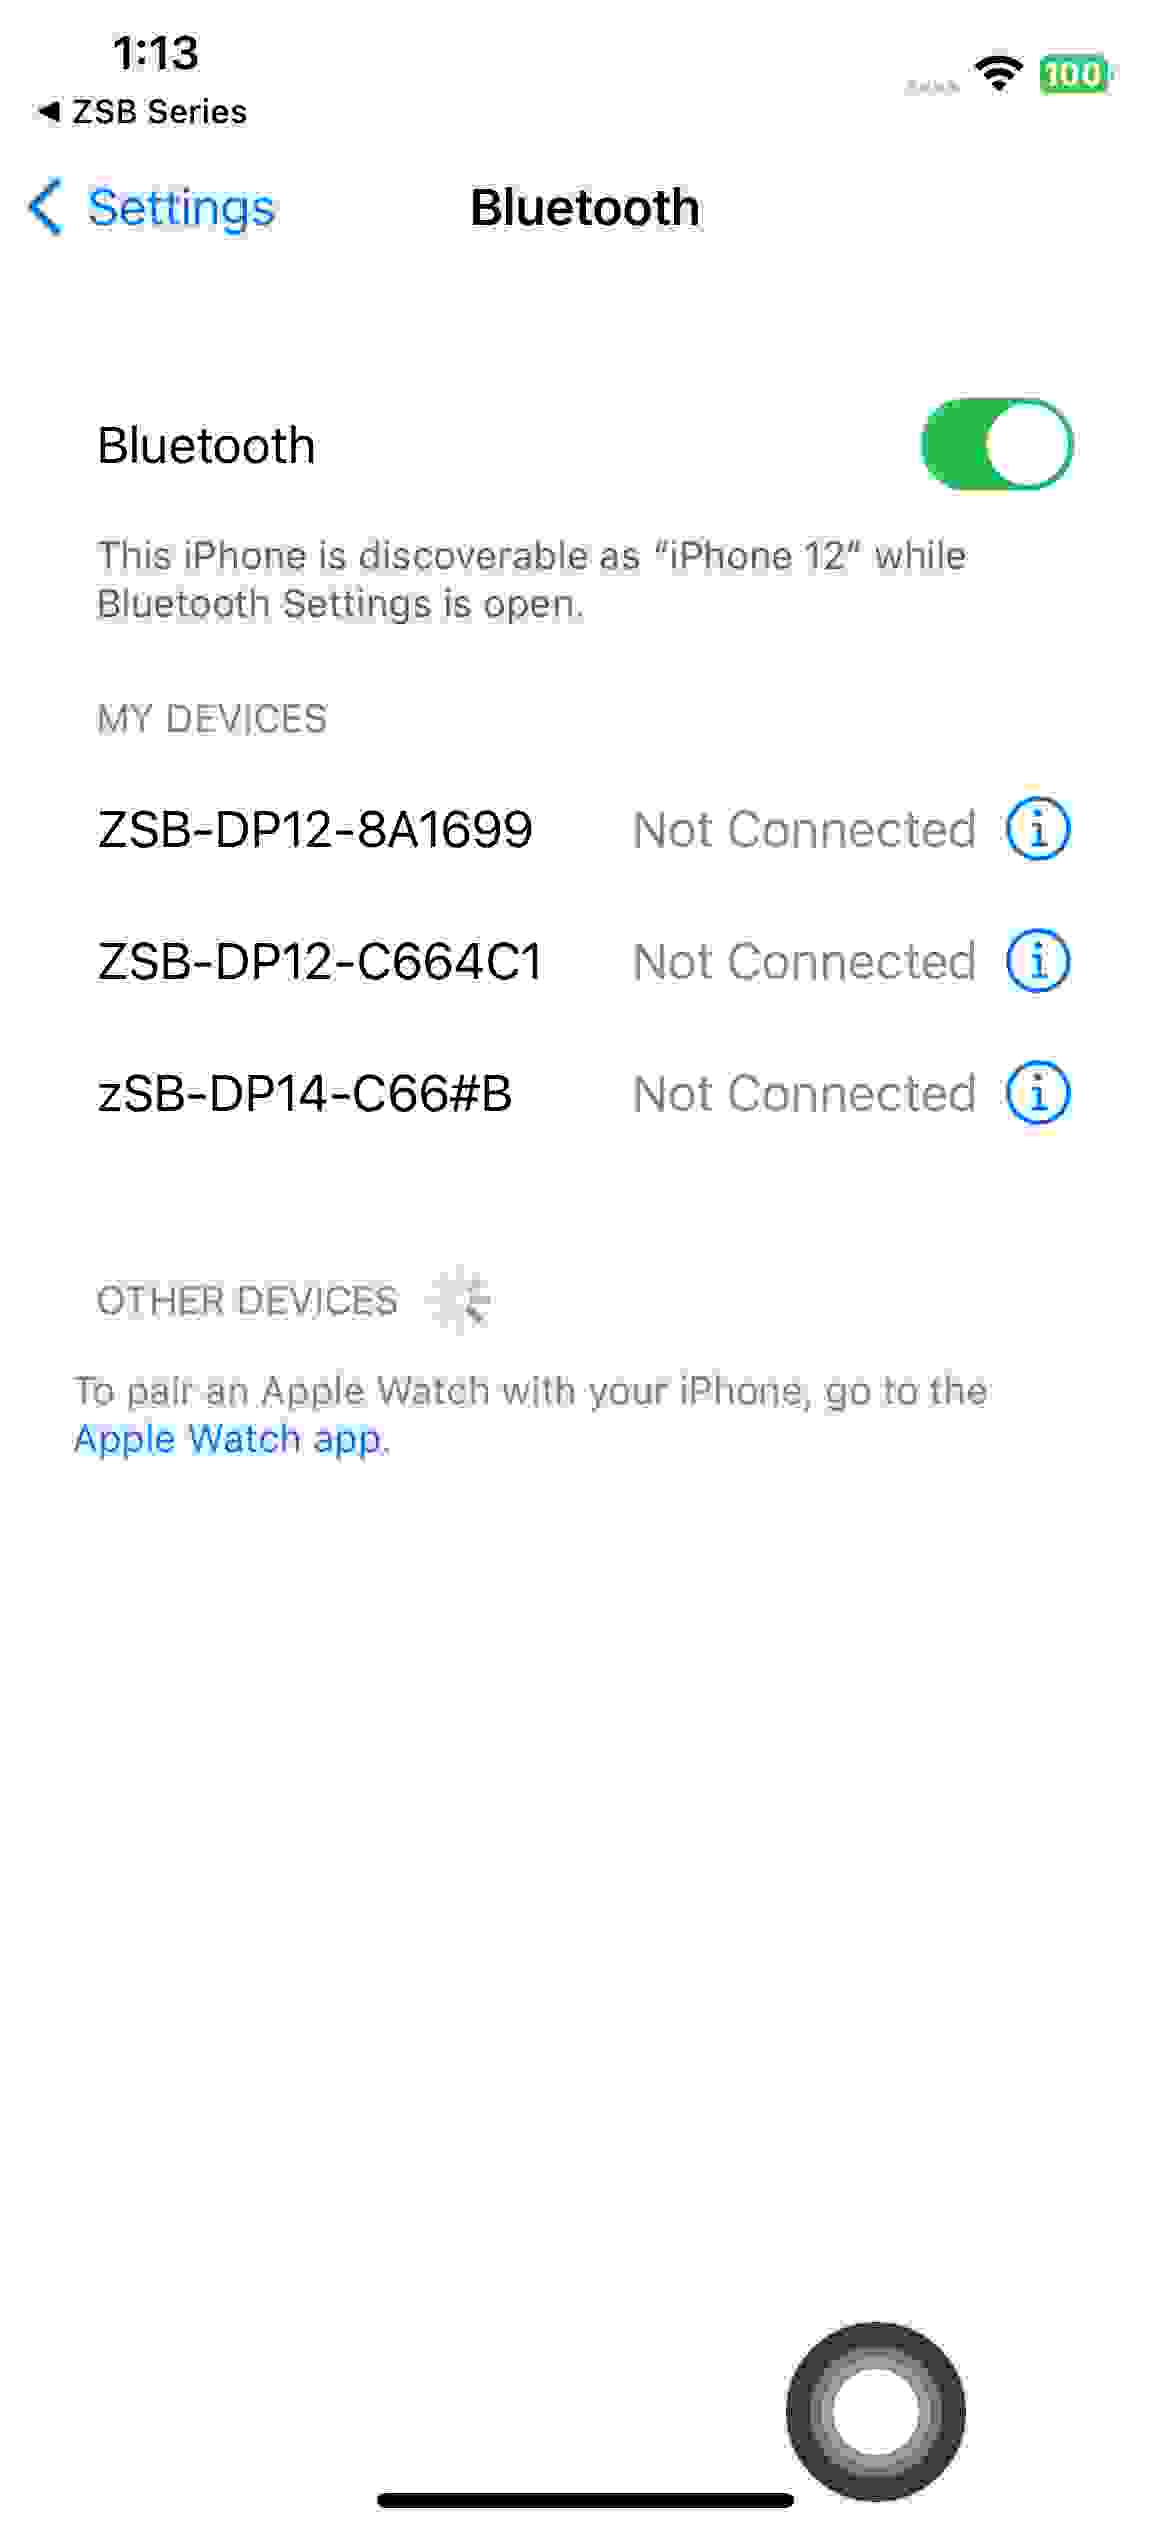 1:13
100
◀ ZSB Series
Settings
Bluetooth
Bluetooth
This iPhone is discoverable as “iPhone 12” while
Bluetooth Settings is open.
MY DEVICES
ZSB-DP12-8A1699 Not Connected
ZSB-DP12-C664C1 Not Connected
zSB-DP14-C66#B Not Connected
OTHER DEVICES
To pair an Apple Watch with your iPhone, go to the
Apple Watch app.